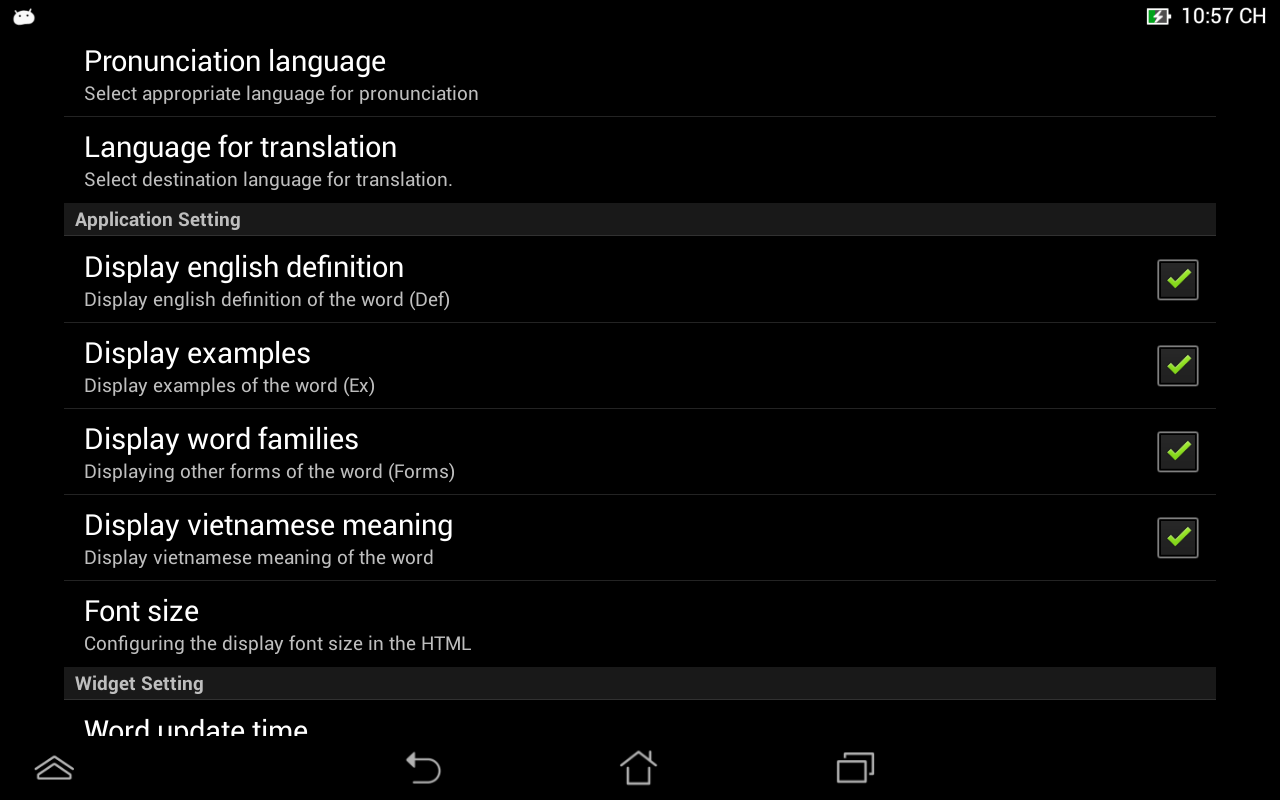 10:57 CH
Pronunciation language
Select appropriate language for pronunciation
Language for translation
Select destination language for translation.
Application Setting
Display english definition
Display english definition of the word (Def)
Display examples
Display examples of the word (Ex)
Display word families
Displaying other forms of the word (Forms)
Display vietnamese meaning
Display vietnamese meaning of the word
Font size
Configuring the display font size in the HTML
Widget Setting
Word update time